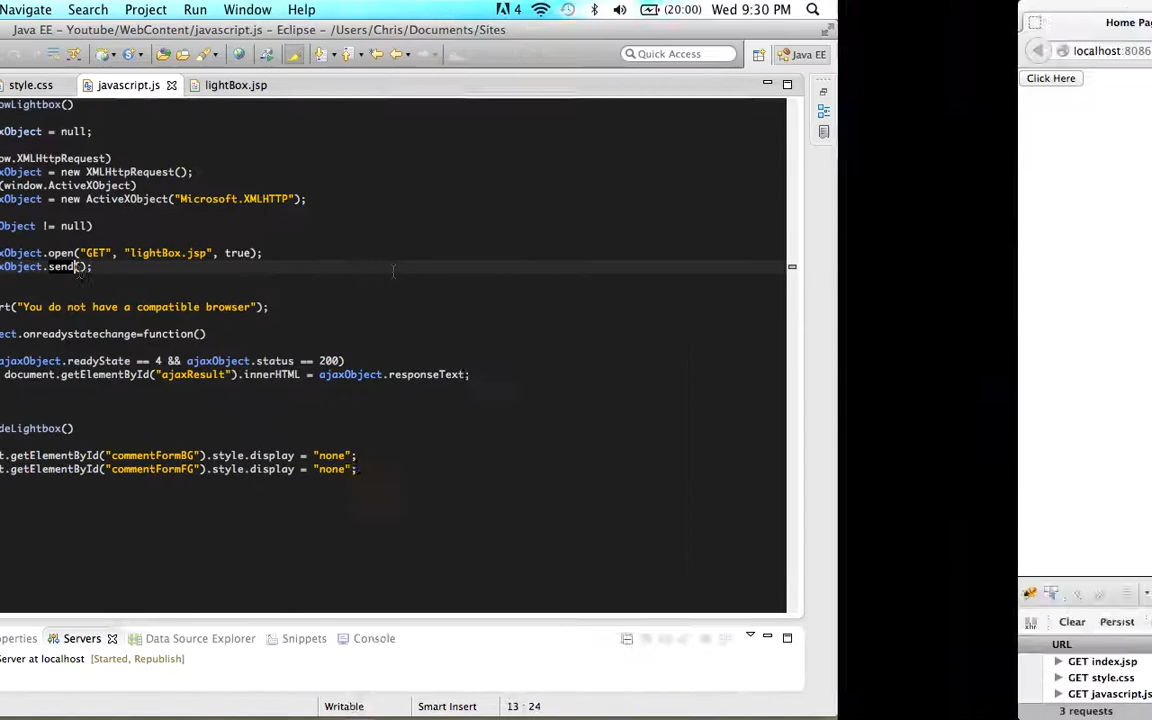 Navigate Search Project Run Window Help 4 (20:00) Wed 9:30 PM
Java EE - Youtube/WebContent/javascript.js - Eclipse - /Users/Chris/Documents/Sites
Quick Access Java EE
style.css javascript.js lightBox.jsp
owLightbox()
xObject = null;
ow.XMLHttpRequest)
xObject = new XMLHttpRequest();
(window.ActiveXObject)
xObject = new ActiveXObject("Microsoft.XMLHTTP");
Object != null)
xObject.open("GET", "lightBox.jsp", true);
xObject.send();
rt("You do not have a compatible browser");
ect.onreadystatechange=function()
ajaxObject.readyState == 4 && ajaxObject.status == 200)
document.getElementById("ajaxResult").innerHTML = ajaxObject.responseText;
deLightbox()
t.getElementById("commentFormBG").style.display = "none";
t.getElementById("commentFormFG").style.display = "none";
operties Servers Data Source Explorer Snippets Console
Server at localhost [Started, Republish]
Writable Smart Insert 13 : 24
Home Pag
localhost:8086
Click Here
Clear Persist
URL
GET index.jsp
GET style.css
GET javascript.js
3 requests